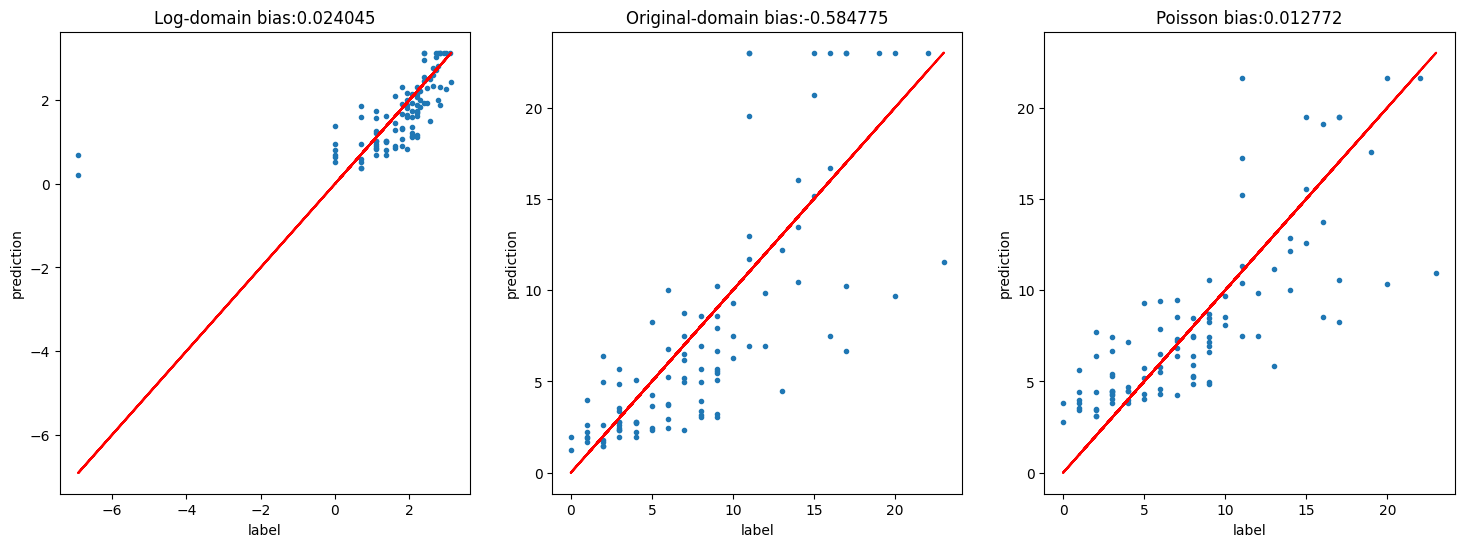 Log-domain bias:0.024045
prediction
2
0
−2
−4
−6
−6 −4 −2 0 2
label
Original-domain bias:-0.584775
prediction
20
15
10
5
0
0 5 10 15 20
label
Poisson bias:0.012772
prediction
20
15
10
5
0
0 5 10 15 20
label